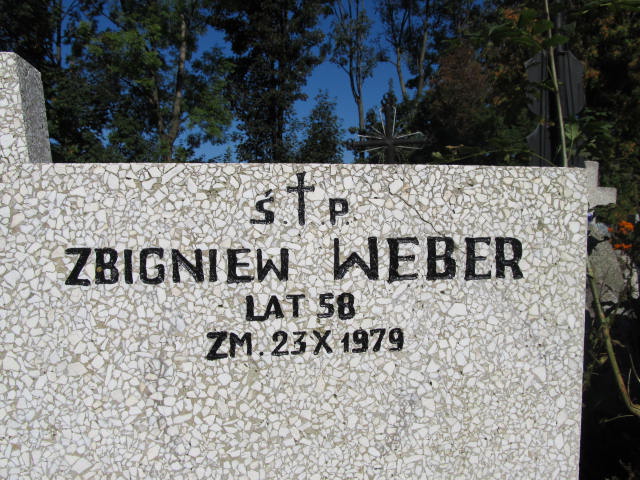 Ś. † P.
ZBIGNIEW WEBER
LAT 58
ZM. 23 X 1979